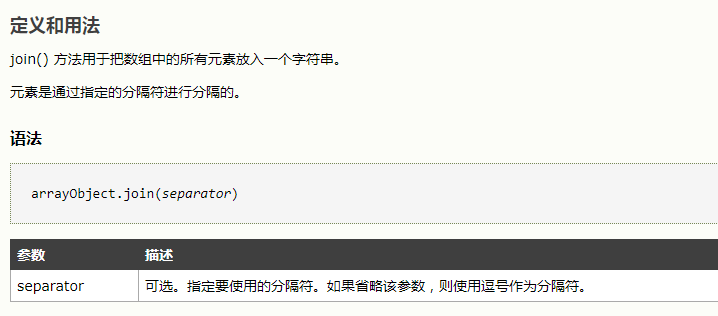 定义和用法
join() 方法用于把数组中的所有元素放入一个字符串。
元素是通过指定的分隔符进行分隔的。
语法
arrayObject.join(separator)
参数 描述
separator 可选。指定要使用的分隔符。如果省略该参数，则使用逗号作为分隔符。